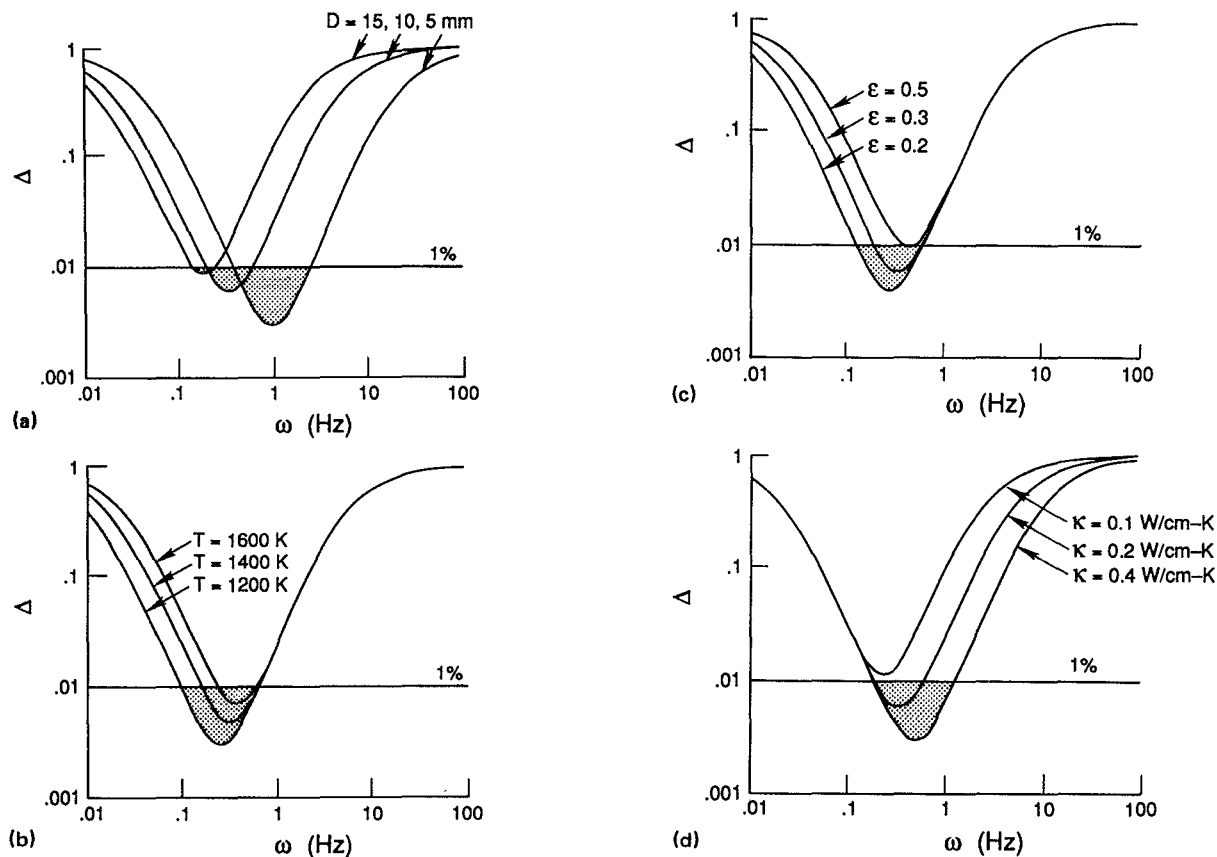 D = 15, 10, 5 mm
1
.1
.01
.001
Δ
1%
.01 .1 1 10 100
ω (Hz)
(a)
1
.1
.01
.001
Δ
ε = 0.5
ε = 0.3
ε = 0.2
1%
.01 .1 1 10 100
ω (Hz)
(c)
1
.1
.01
.001
Δ
T = 1600 K
T = 1400 K
T = 1200 K
1%
.01 .1 1 10 100
ω (Hz)
(b)
1
.1
.01
.001
Δ
κ = 0.1 W/cm–K
κ = 0.2 W/cm–K
κ = 0.4 W/cm–K
1%
.01 .1 1 10 100
ω (Hz)
(d)